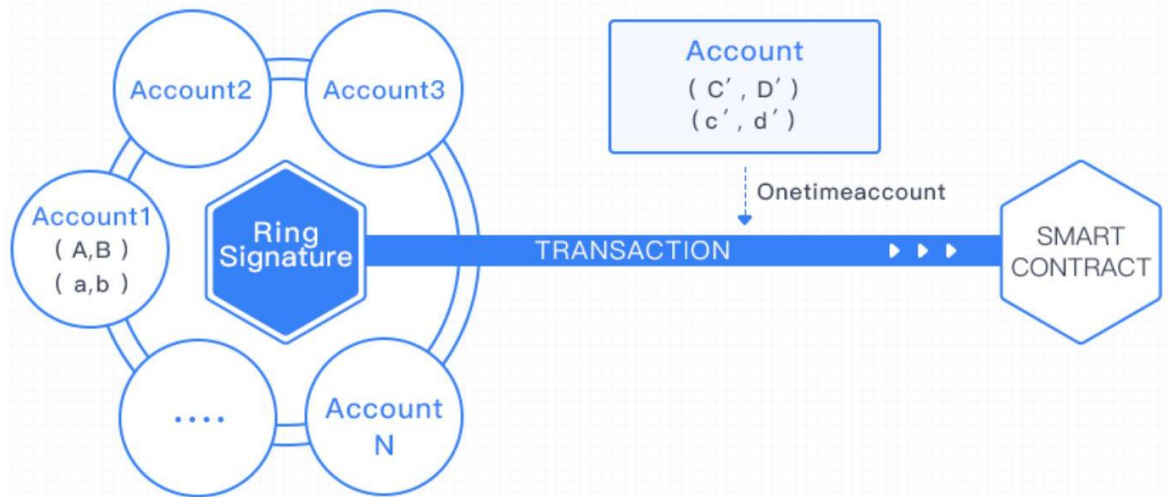 Account2
Account3
Account1
( A,B )
( a,b )
Ring
Signature
....
Account
N
Account
( C′ , D′ )
( c′ , d′ )
Onetimeaccount
TRANSACTION
SMART
CONTRACT